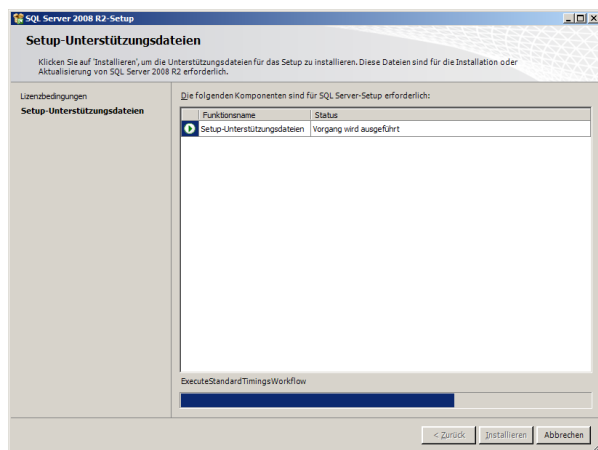 SQL Server 2008 R2-Setup
Setup-Unterstützungsdateien
Klicken Sie auf 'Installieren', um die Unterstützungsdateien für das Setup zu installieren. Diese Dateien sind für die Installation oder
Aktualisierung von SQL Server 2008 R2 erforderlich.
Lizenzbedingungen
Setup-Unterstützungsdateien
Die folgenden Komponenten sind für SQL Server-Setup erforderlich:
Funktionsname Status
Setup-Unterstützungsdateien Vorgang wird ausgeführt
ExecuteStandardTimingsWorkflow
< Zurück Installieren Abbrechen